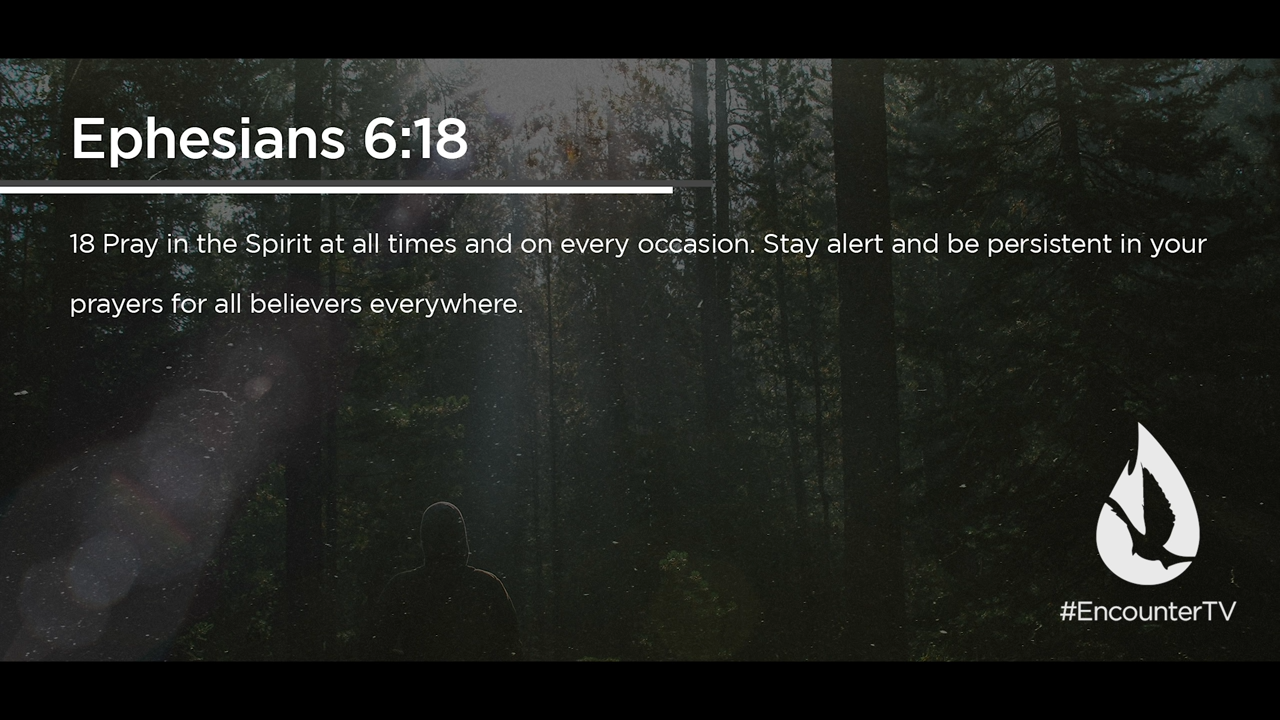 Ephesians 6:18
18 Pray in the Spirit at all times and on every occasion. Stay alert and be persistent in your
prayers for all believers everywhere.
#EncounterTV